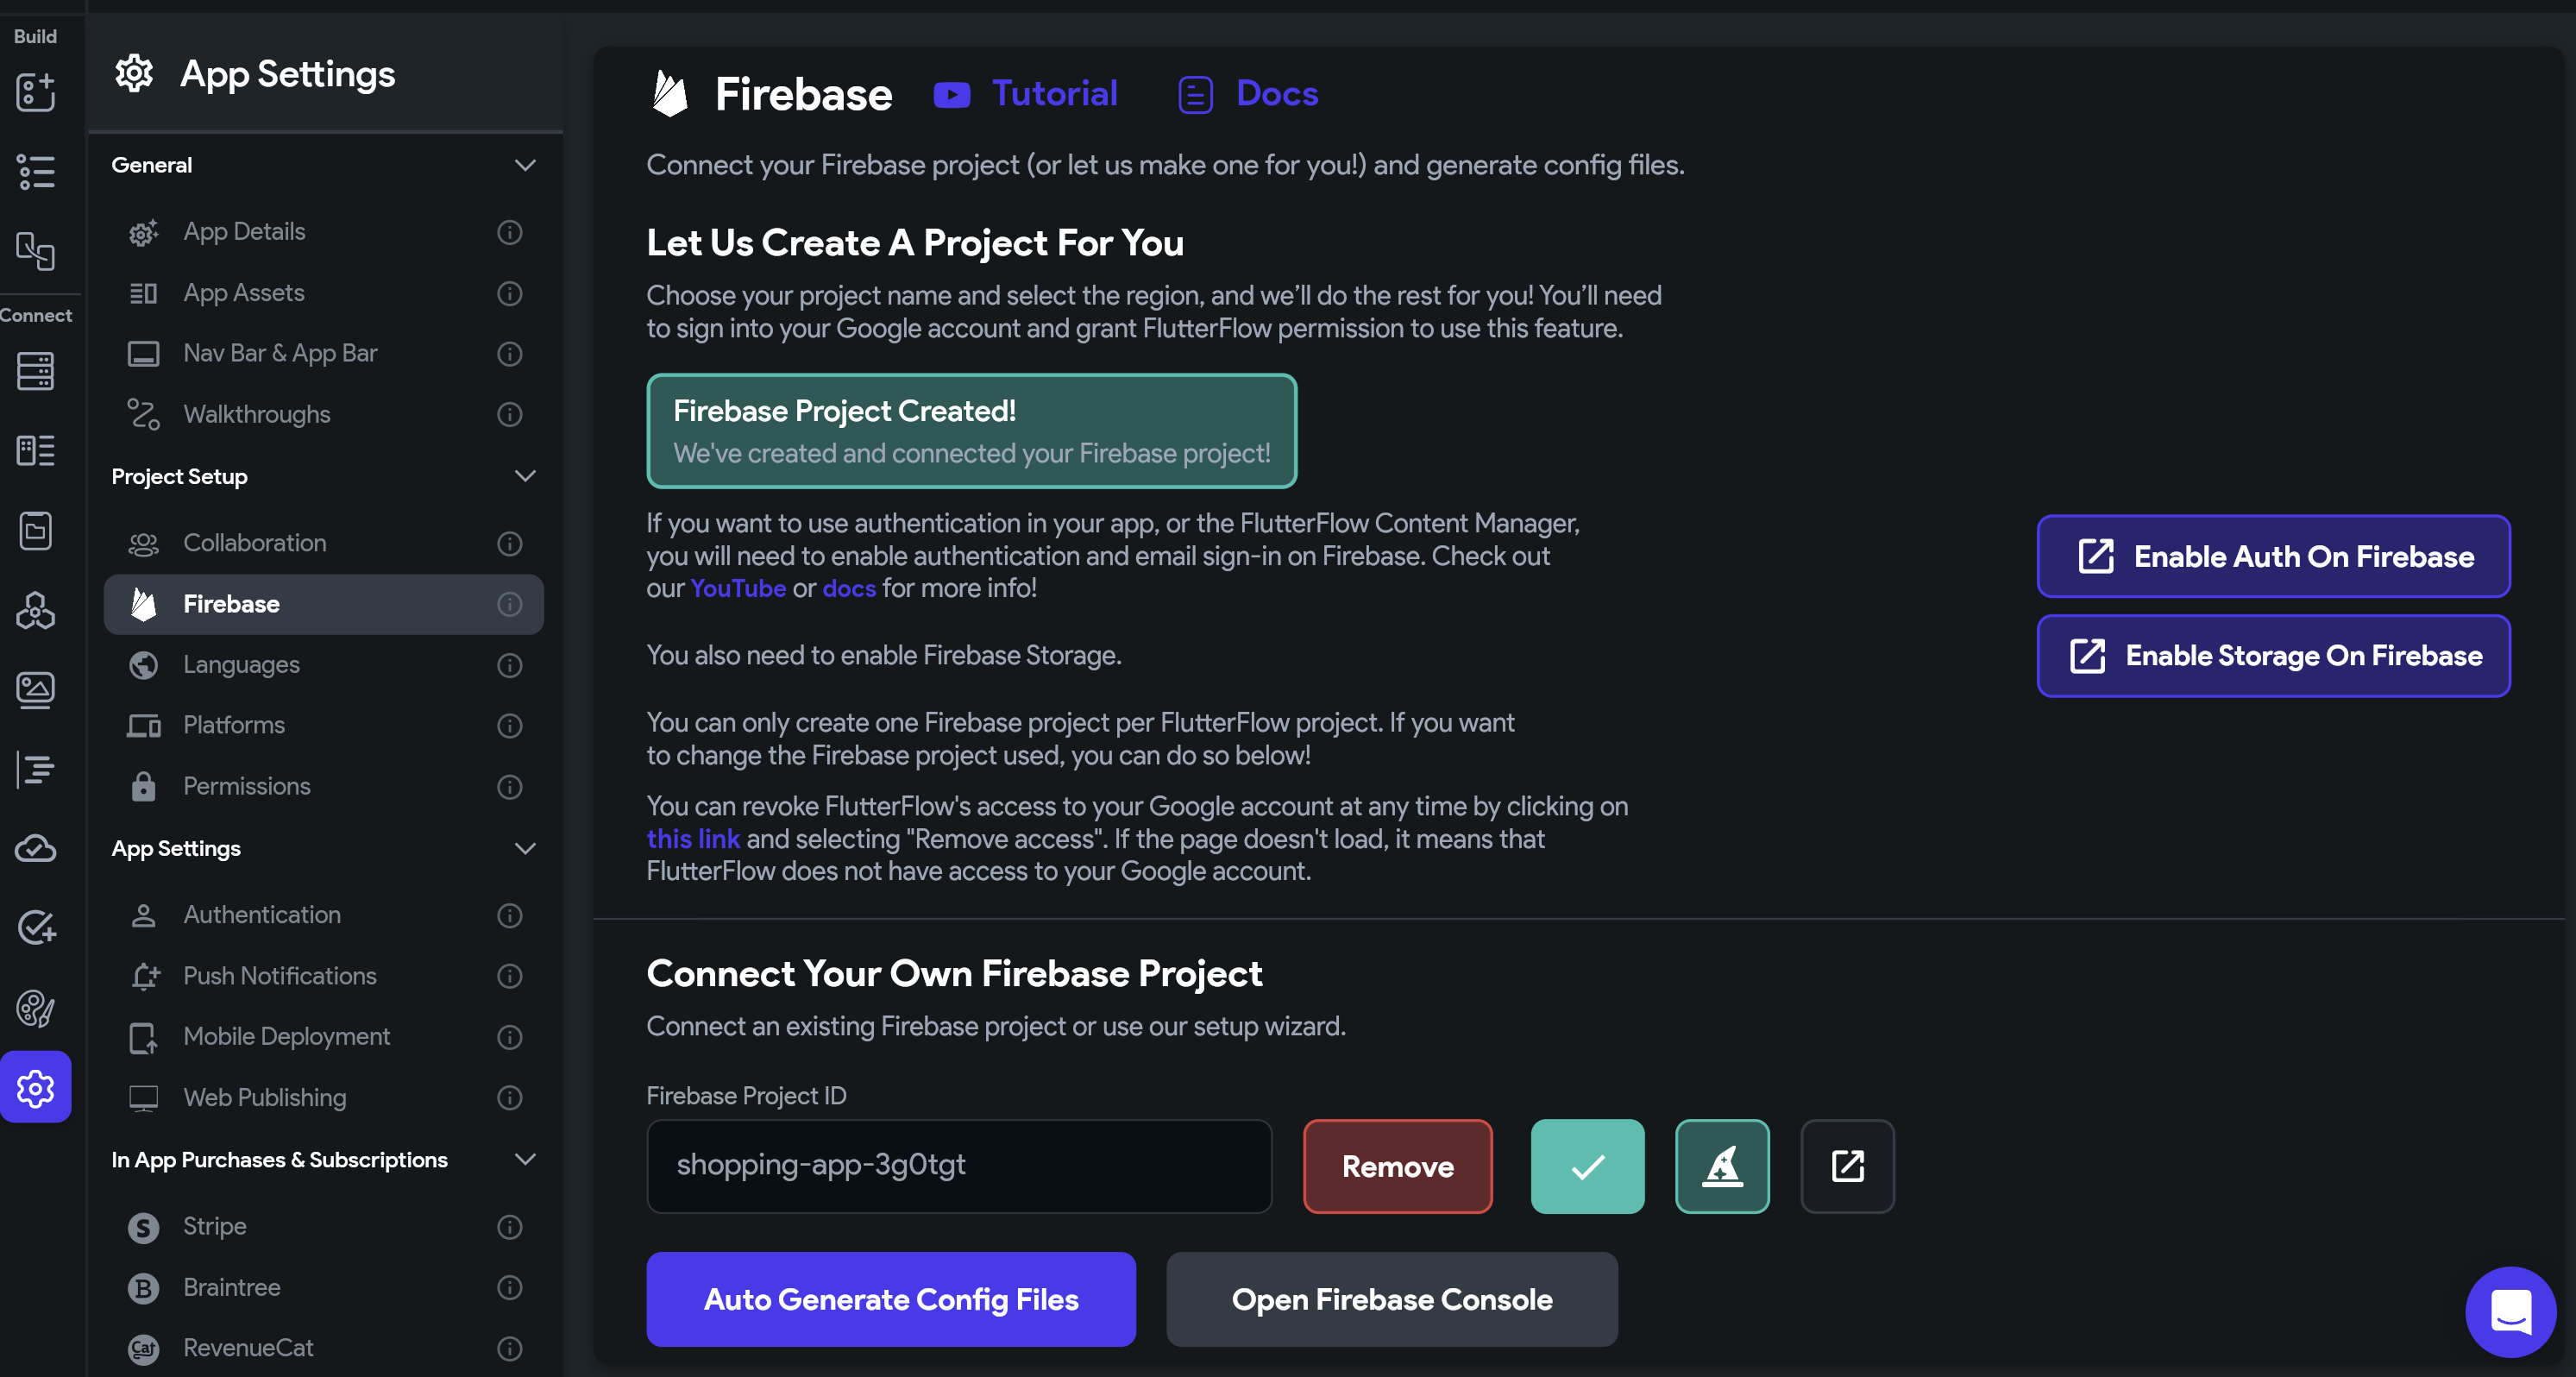 Build
Connect
App Settings
General
App Details
App Assets
Nav Bar & App Bar
Walkthroughs
Project Setup
Collaboration
Firebase
Languages
Platforms
Permissions
App Settings
Authentication
Push Notifications
Mobile Deployment
Web Publishing
In App Purchases & Subscriptions
S Stripe
B Braintree
Cat RevenueCat
Firebase Tutorial Docs
Connect your Firebase project (or let us make one for you!) and generate config files.
Let Us Create A Project For You
Choose your project name and select the region, and we’ll do the rest for you! You’ll need
to sign into your Google account and grant FlutterFlow permission to use this feature.
Firebase Project Created!
We've created and connected your Firebase project!
If you want to use authentication in your app, or the FlutterFlow Content Manager,
you will need to enable authentication and email sign-in on Firebase. Check out
our YouTube or docs for more info!
You also need to enable Firebase Storage.
You can only create one Firebase project per FlutterFlow project. If you want
to change the Firebase project used, you can do so below!
You can revoke FlutterFlow's access to your Google account at any time by clicking on
this link and selecting "Remove access". If the page doesn't load, it means that
FlutterFlow does not have access to your Google account.
Enable Auth On Firebase
Enable Storage On Firebase
Connect Your Own Firebase Project
Connect an existing Firebase project or use our setup wizard.
Firebase Project ID
shopping-app-3g0tgt
Remove
Auto Generate Config Files
Open Firebase Console